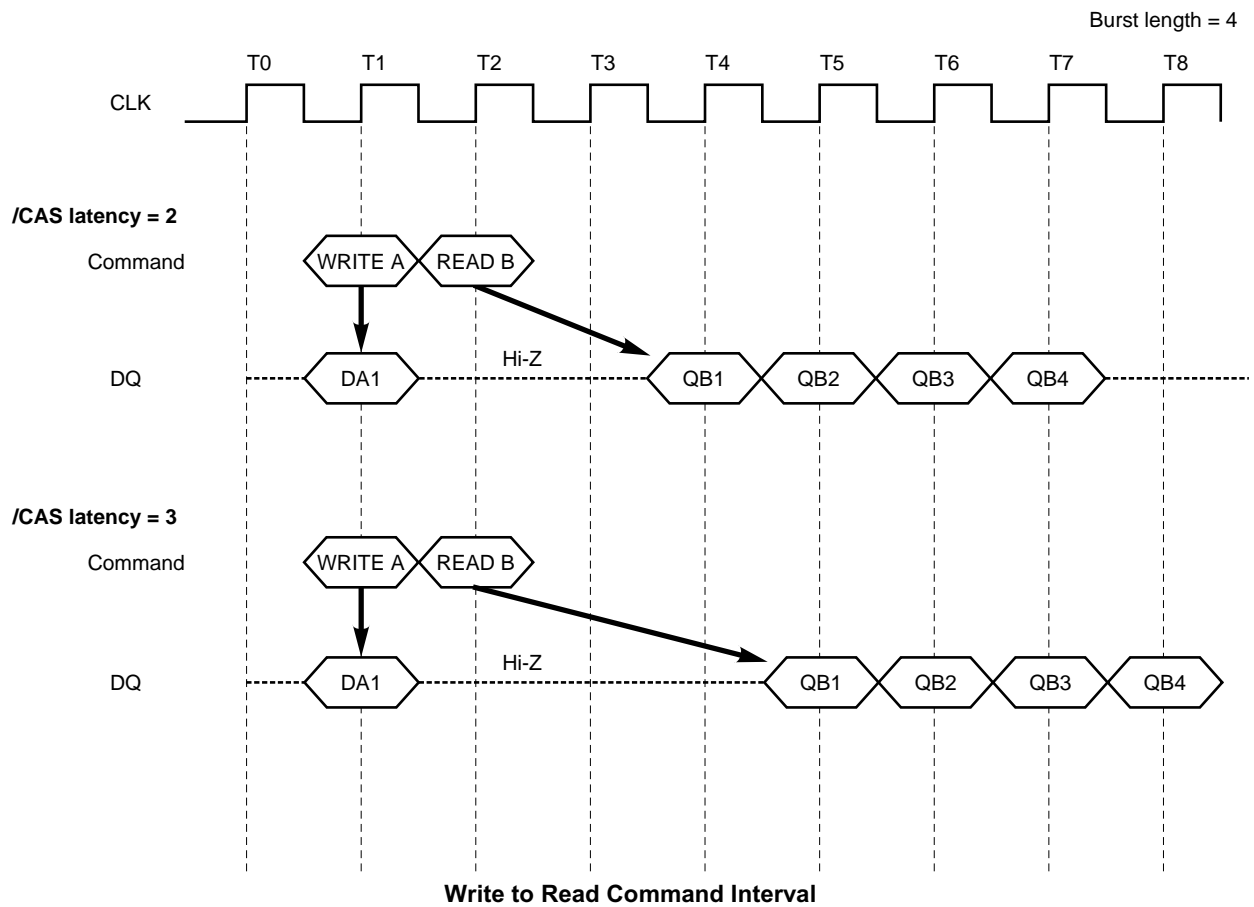 Burst length = 4
T0 T1 T2 T3 T4 T5 T6 T7 T8
CLK
/CAS latency = 2
Command WRITE A READ B
Hi-Z
DQ DA1 QB1 QB2 QB3 QB4
/CAS latency = 3
Command WRITE A READ B
Hi-Z
DQ DA1 QB1 QB2 QB3 QB4
Write to Read Command Interval